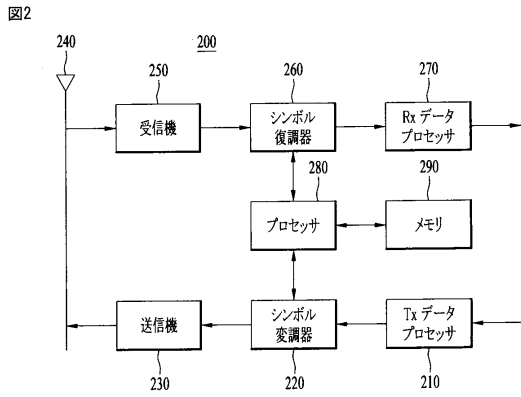 図2
240
200
250
260
270
受信機
シンボル
復調器
Rx データ
プロセッサ
280
290
プロセッサ
メモリ
送信機
シンボル
変調器
Tx データ
プロセッサ
230
220
210